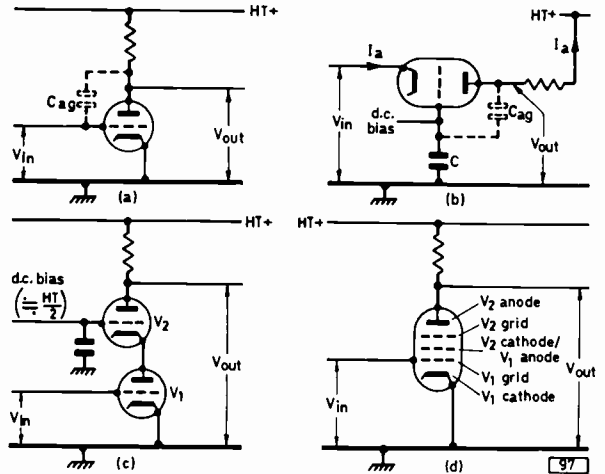 HT+
Cag
Vin
Vout
(a)
HT+
Ia
Ia
Vin
d.c.
bias
Cag
Vout
C
(b)
HT+
d.c. bias
(≒ HT/2)
V2
V1
Vin
Vout
(c)
HT+
V2 anode
V2 grid
V2 cathode/
V1 anode
V1 grid
V1 cathode
Vin
Vout
(d)
97